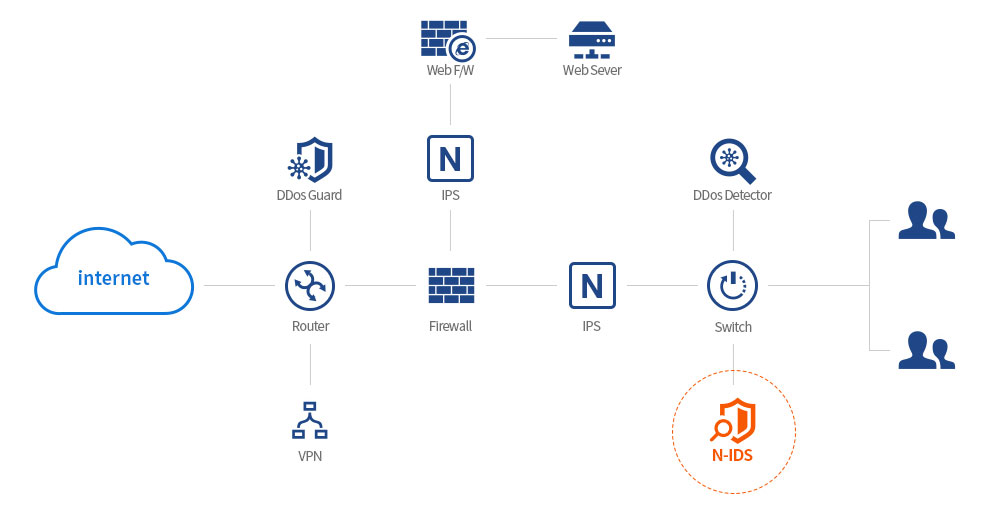 Web F/W
Web Sever
N
DDos Guard
IPS
DDos Detector
internet
N
Router
Firewall
IPS
Switch
VPN
N-IDS